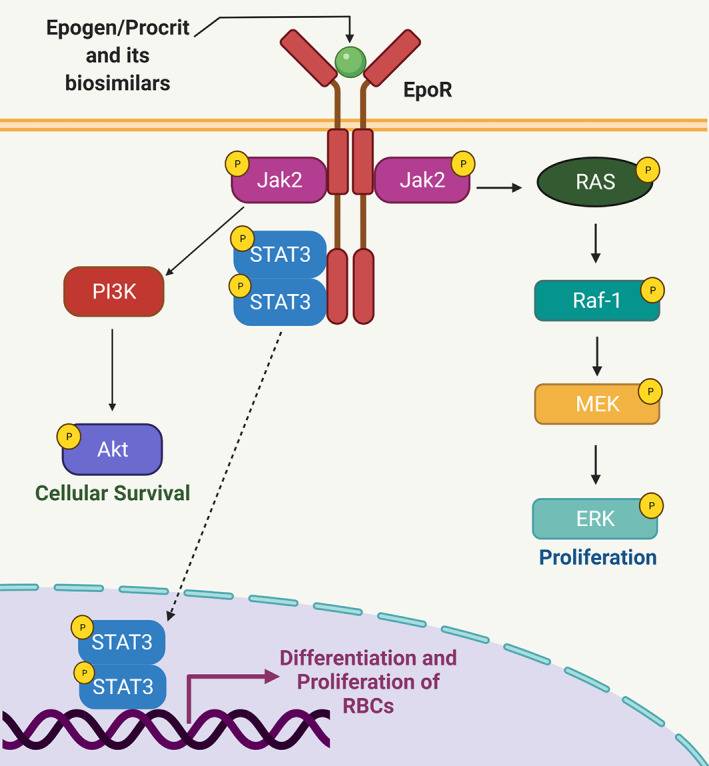 Epogen/Procrit
and its
biosimilars
EpoR
P
Jak2
Jak2
P
RAS
P
P
STAT3
P
STAT3
PI3K
Raf-1
P
MEK
P
P
Akt
Cellular Survival
ERK
P
Proliferation
P
STAT3
P
STAT3
Differentiation and
Proliferation of
RBCs